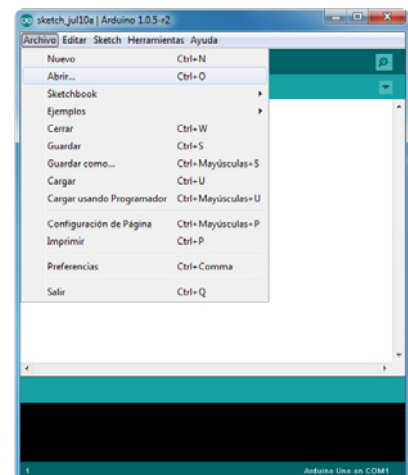 sketch_jul10a | Arduino 1.0.5-r2
Archivo Editar Sketch Herramientas Ayuda
Nuevo Ctrl+N
Abrir... Ctrl+O
Sketchbook
Ejemplos
Cerrar Ctrl+W
Guardar Ctrl+S
Guardar como... Ctrl+Mayúsculas+S
Cargar Ctrl+U
Cargar usando Programador Ctrl+Mayúsculas+U
Configuración de Página Ctrl+Mayúsculas+P
Imprimir Ctrl+P
Preferencias Ctrl+Comma
Salir Ctrl+Q
1 Arduino Uno on COM1